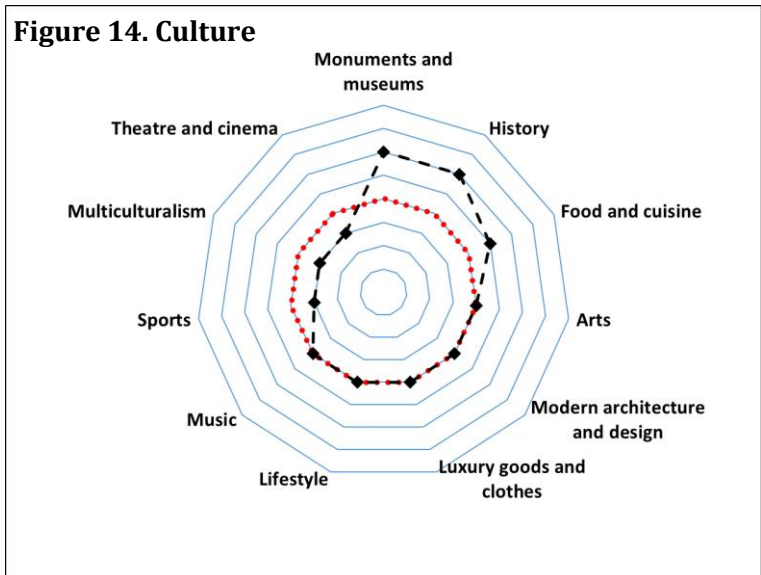 Figure 14. Culture
Monuments and
museums
History
Food and cuisine
Arts
Modern architecture
and design
Luxury goods and
clothes
Lifestyle
Music
Sports
Multiculturalism
Theatre and cinema